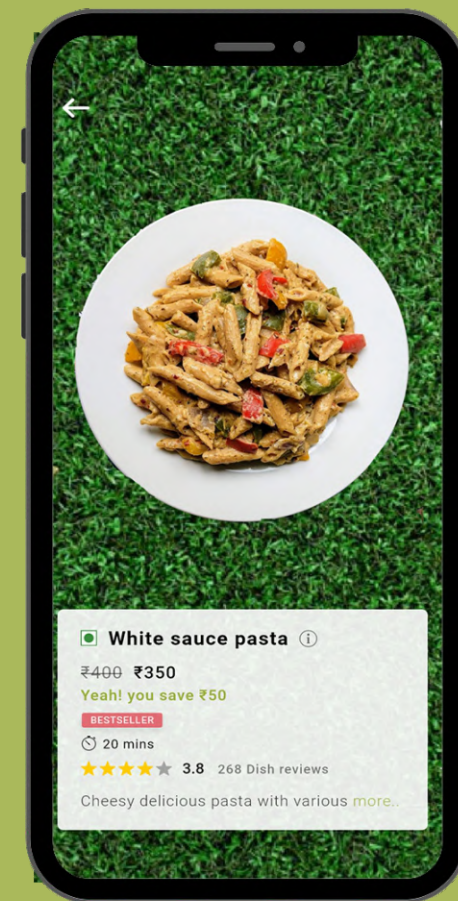 White sauce pasta
₹400 ₹350
Yeah! you save ₹50
BESTSELLER
20 mins
3.8 268 Dish reviews
Cheesy delicious pasta with various more..